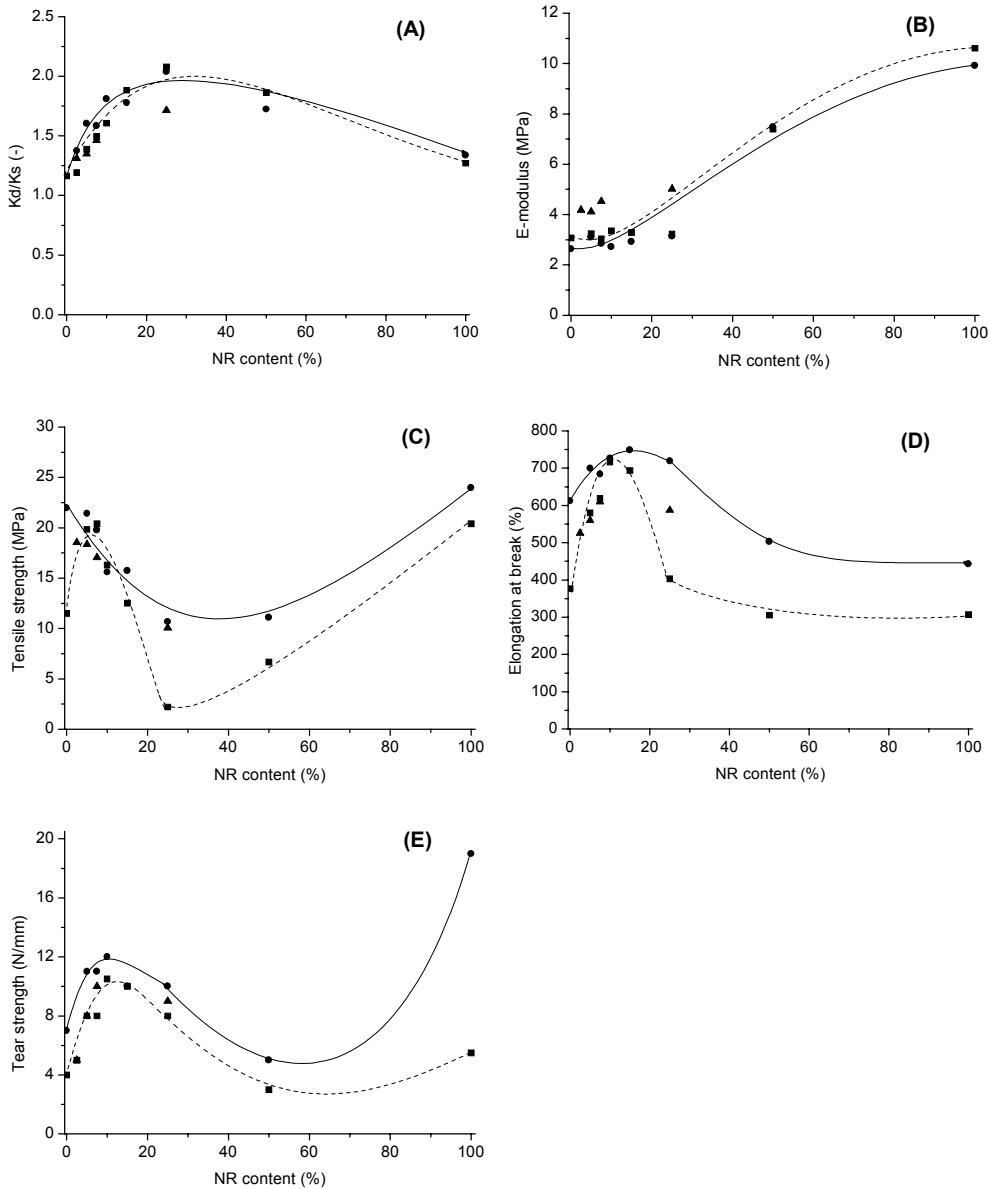 (A)
Kd/Ks (-)
2.5
2.0
1.5
1.0
0.5
0.0
0 20 40 60 80 100
NR content (%)
(B)
E-modulus (MPa)
12
10
8
6
4
2
0
0 20 40 60 80 100
NR content (%)
(C)
Tensile strength (MPa)
30
25
20
15
10
5
0
0 20 40 60 80 100
NR content (%)
(D)
Elongation at break (%)
800
700
600
500
400
300
200
100
0
0 20 40 60 80 100
NR content (%)
(E)
Tear strength (N/mm)
20
16
12
8
4
0
0 20 40 60 80 100
NR content (%)